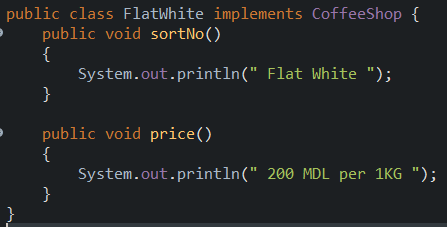 public class FlatWhite implements CoffeeShop {
    public void sortNo()
    {
        System.out.println(" Flat White ");
    }

    public void price()
    {
        System.out.println(" 200 MDL per 1KG ");
    }
}